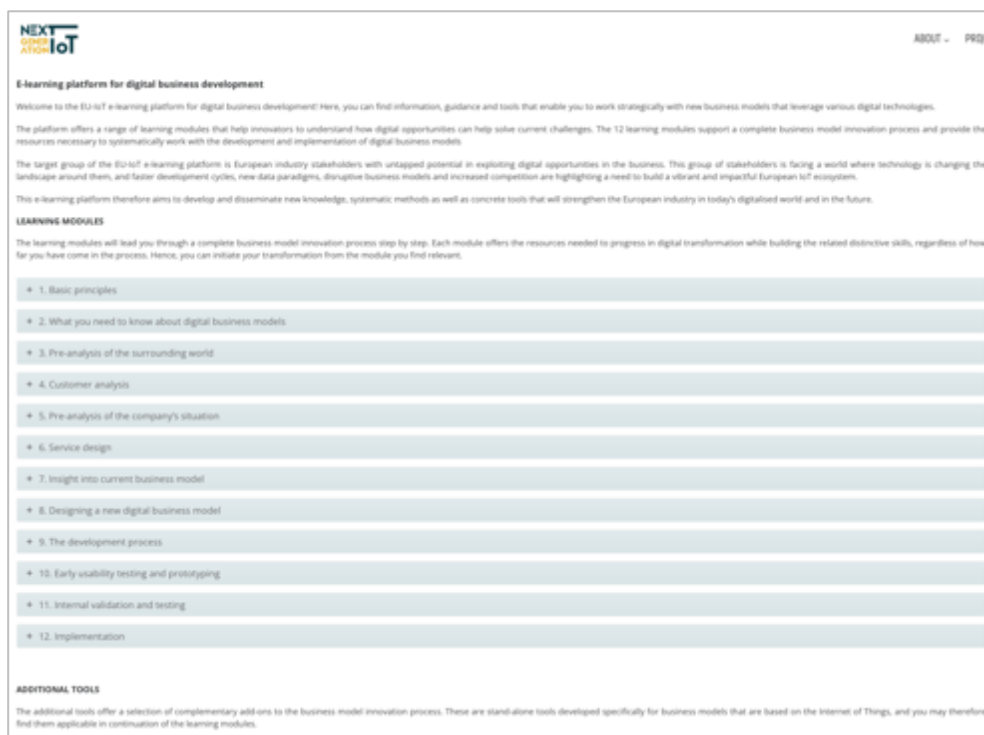 NEXT
GENER
ATION IoT
ABOUT
E-learning platform for digital business development
Welcome to the EU-IoT e-learning platform for digital business development! Here, you can find information, guidance and tools that enable you to work strategically with new business models that leverage various digital technologies.
The platform offers a range of learning modules that help innovators to understand how digital opportunities can help solve current challenges. The 12 learning modules support a complete business model innovation process and provide the
resources necessary to systematically work with the development and implementation of digital business models
The target group of the EU-IoT e-learning platform is European industry stakeholders with untapped potential in exploiting digital opportunities in the business. This group of stakeholders is facing a world where technology is changing the
landscape around them, and faster development cycles, new data paradigms, disruptive business models and increased competition are highlighting a need to build a vibrant and impactful European IoT ecosystem.
This e-learning platform therefore aims to develop and disseminate new knowledge, systematic methods as well as concrete tools that will strengthen the European industry in today's digitalised world and in the future.
LEARNING MODULES
The learning modules will lead you through a complete business model innovation process step by step. Each module offers the resources needed to progress in digital transformation while building the related distinctive skills, regardless of how
far you have come in the process. Hence, you can initiate your transformation from the module you find relevant.
+ 1. Basic principles
+ 2. What you need to know about digital business models
+ 3. Pre-analysis of the surrounding world
+ 4. Customer analysis
+ 5. Pre-analysis of the company's situation
+ 6. Service design
+ 7. Insight into current business model
+ 8. Designing a new digital business model
+ 9. The development process
+ 10. Early usability testing and prototyping
+ 11. Internal validation and testing
+ 12. Implementation
ADDITIONAL TOOLS
The additional tools offer a selection of complementary add-ons to the business model innovation process. These are stand-alone tools developed specifically for business models that are based on the Internet of Things, and you may therefore
find them applicable in continuation of the learning modules.